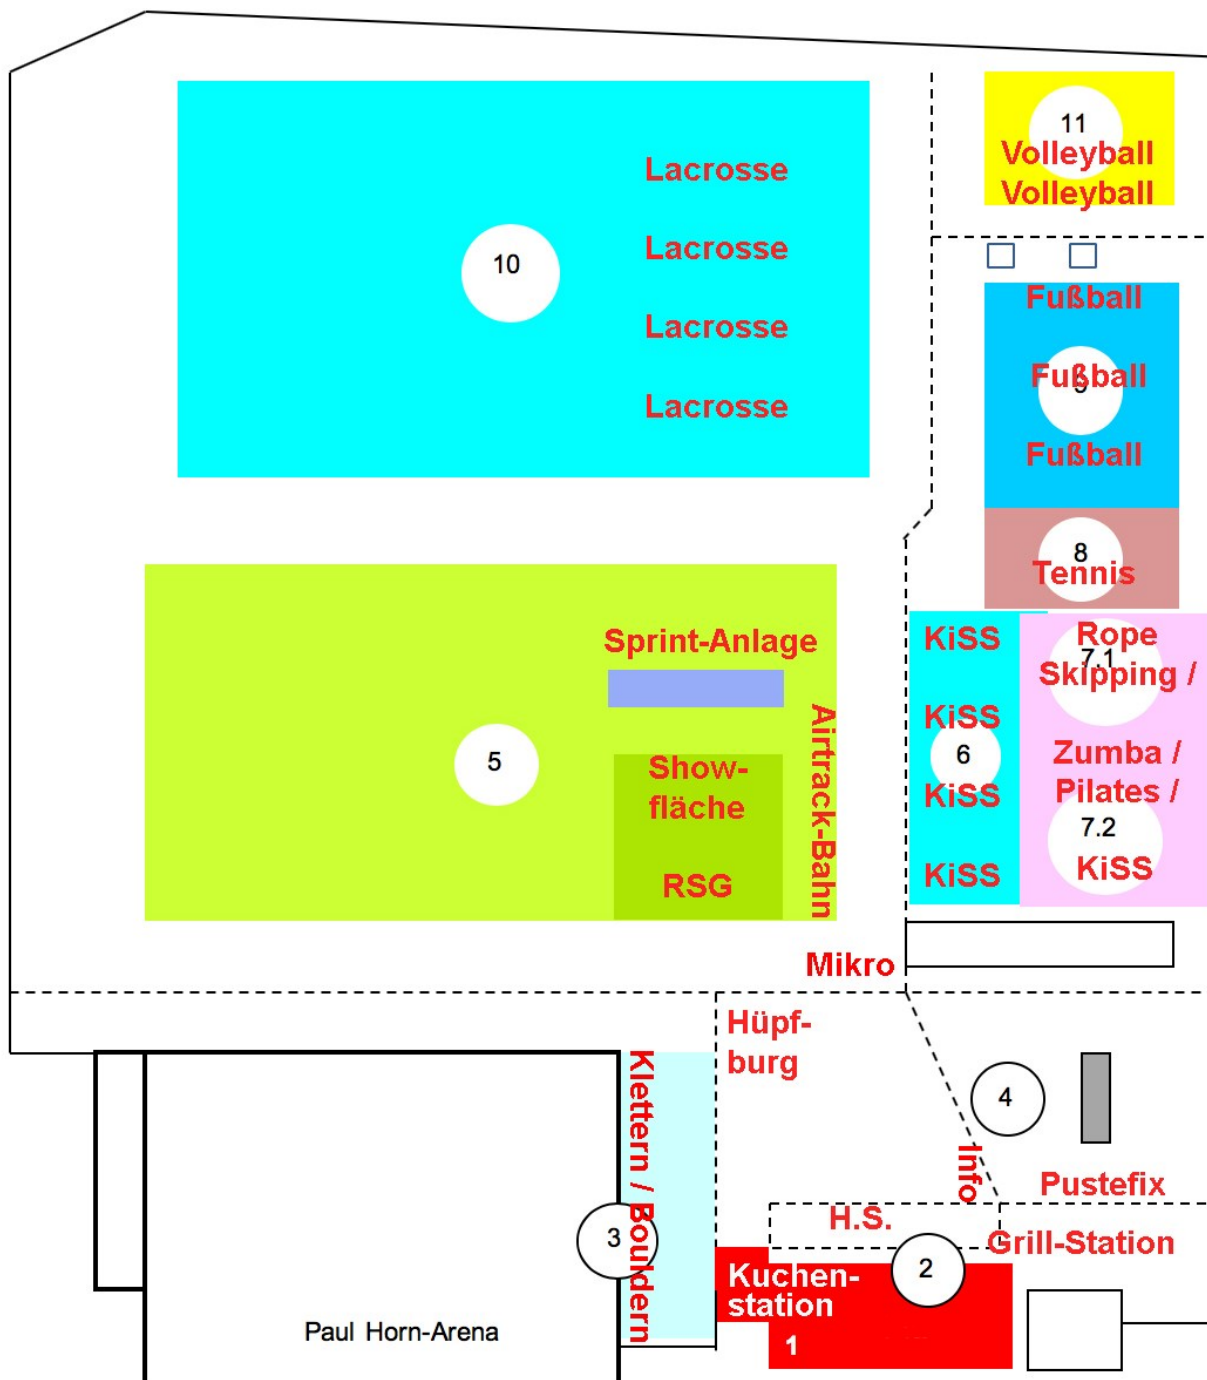 11
Volleyball
Volleyball
Lacrosse
Lacrosse
Lacrosse
Lacrosse
10
Fußball
Fußball
9
Fußball
8
Tennis
Sprint-Anlage
5
Show-
fläche
RSG
Airtrack-Bahn
KiSS
KiSS
6
KiSS
KiSS
Rope
7.1
Skipping /
Zumba /
Pilates /
7.2
KiSS
Mikro
Hüpf-
burg
Klettern / Bouldern
3
4
Info
Pustefix
H.S.
Grill-Station
2
Kuchen-
station
1
Paul Horn-Arena